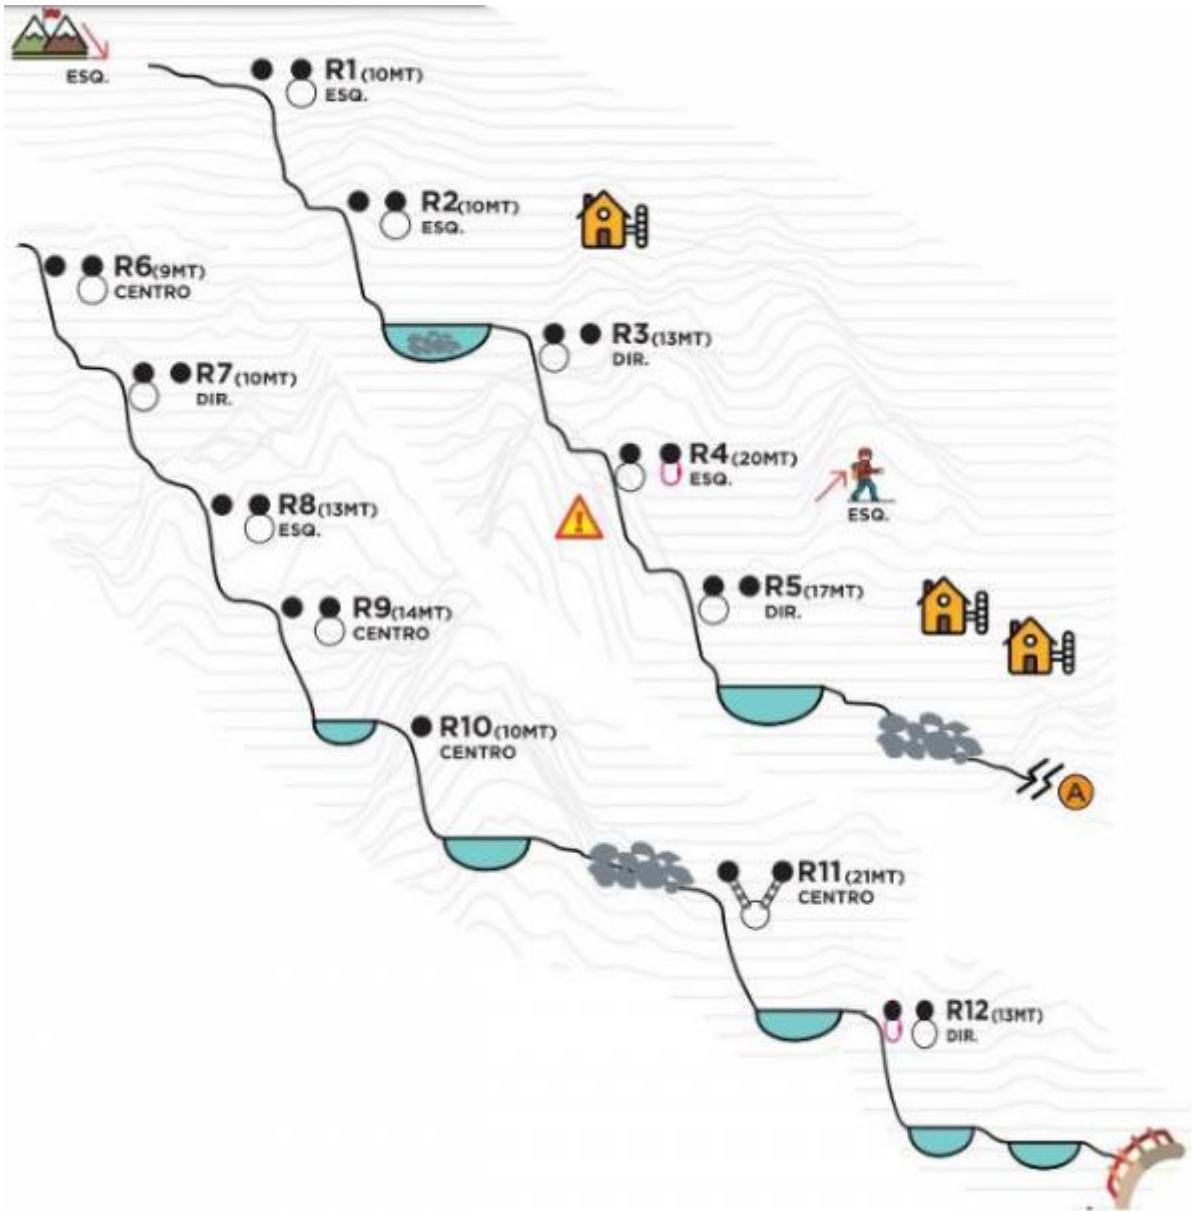 ESQ.
R1 (10MT)
ESQ.
R2 (10MT)
ESQ.
R6 (9MT)
CENTRO
R3 (13MT)
DIR.
R7 (10MT)
DIR.
R4 (20MT)
ESQ.
ESQ.
R8 (13MT)
ESQ.
R5 (17MT)
DIR.
R9 (14MT)
CENTRO
R10 (10MT)
CENTRO
A
R11 (21MT)
CENTRO
R12 (13MT)
DIR.